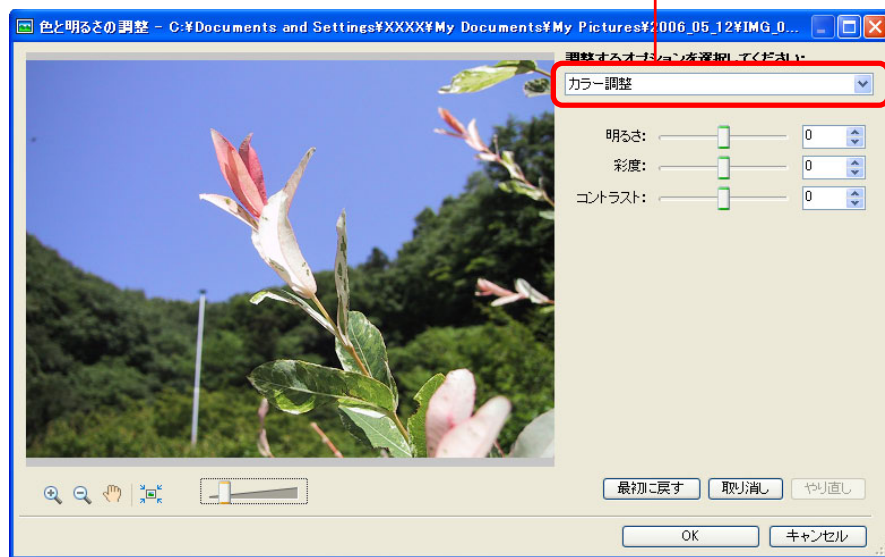 色と明るさの調整 - C:¥Documents and Settings¥XXXX¥My Documents¥My Pictures¥2006_05_12¥IMG_0...
調整するオプションを選択してください:
カラー調整
明るさ: 0
彩度: 0
コントラスト: 0
最初に戻す 取り消し やり直し
OK キャンセル